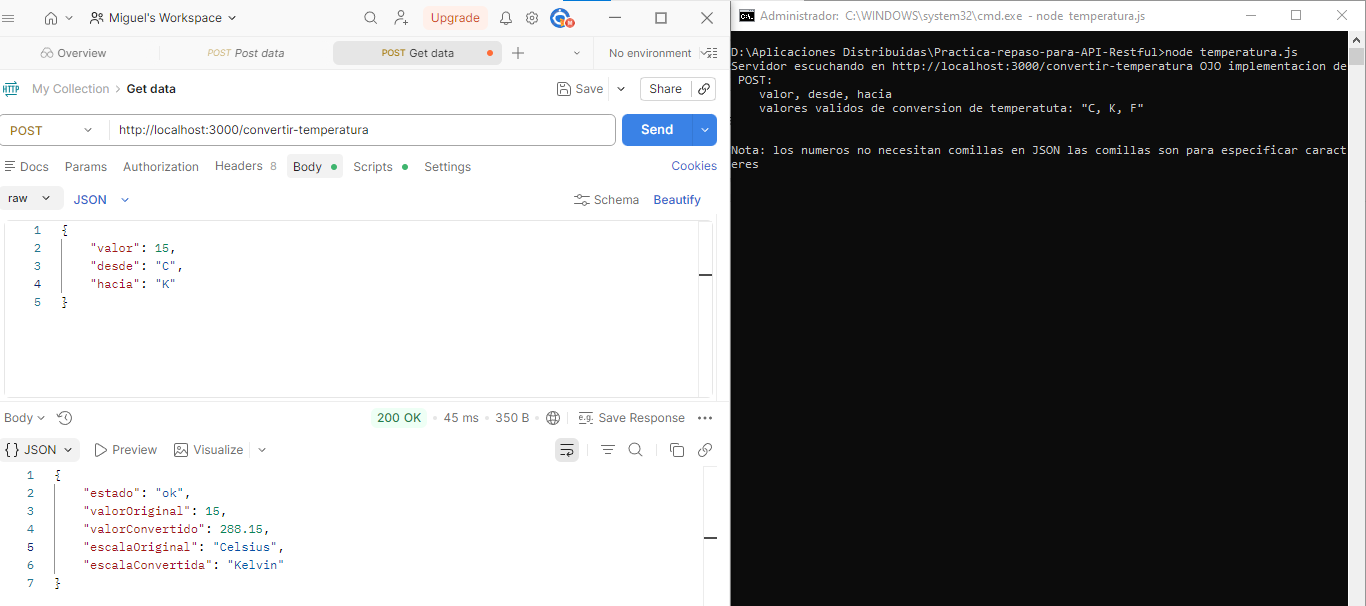 Miguel's Workspace
Upgrade
Overview
POST Post data
POST Get data
No environment
HTTP My Collection > Get data
Save
Share
POST
http://localhost:3000/convertir-temperatura
Send
Docs
Params
Authorization
Headers 8
Body
Scripts
Settings
Cookies
raw
JSON
Schema
Beautify
1 {
2 "valor": 15,
3 "desde": "C",
4 "hacia": "K"
5 }
Body
200 OK • 45 ms • 350 B
e.g. Save Response
{} JSON
Preview
Visualize
1 {
2 "estado": "ok",
3 "valorOriginal": 15,
4 "valorConvertido": 288.15,
5 "escalaOriginal": "Celsius",
6 "escalaConvertida": "Kelvin"
7 }
Administrador: C:\WINDOWS\system32\cmd.exe - node temperatura.js
D:\Aplicaciones Distribuidas\Practica-repaso-para-API-Restful>node temperatura.js
Servidor escuchando en http://localhost:3000/convertir-temperatura OJO implementacion de
POST:
valor, desde, hacia
valores validos de conversion de temperatuta: "C, K, F"
Nota: los numeros no necesitan comillas en JSON las comillas son para especificar caract
eres